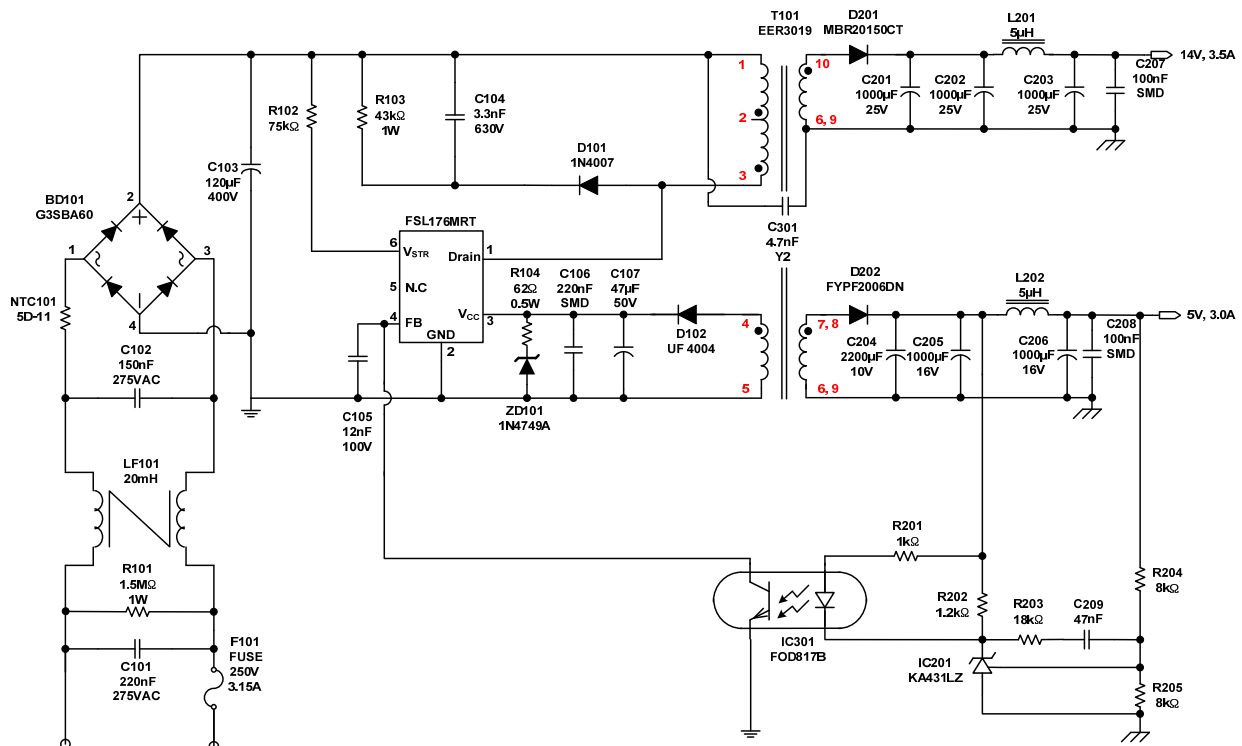 T101
EER3019
D201
MBR20150CT
L201
5µH
14V, 3.5A
C207
100nF
SMD
1
10
C201
1000µF
25V
C202
1000µF
25V
C203
1000µF
25V
R102
75kΩ
R103
43kΩ
1W
C104
3.3nF
630V
2
6, 9
D101
1N4007
3
C103
120µF
400V
BD101
G3SBA60
2
1
3
4
C301
4.7nF
Y2
FSL176MRT
6
VSTR
Drain
1
5
N.C
4
FB
VCC
3
GND
2
R104
62Ω
0.5W
C106
220nF
SMD
C107
47µF
50V
D202
FYPF2006DN
L202
5µH
5V, 3.0A
C208
100nF
SMD
NTC101
5D-11
D102
UF 4004
4
7, 8
C204
2200µF
10V
C205
1000µF
16V
C206
1000µF
16V
C102
150nF
275VAC
5
6, 9
ZD101
1N4749A
C105
12nF
100V
LF101
20mH
R201
1kΩ
R101
1.5MΩ
1W
R202
1.2kΩ
R203
18kΩ
C209
47nF
R204
8kΩ
IC301
FOD817B
F101
FUSE
250V
3.15A
C101
220nF
275VAC
IC201
KA431LZ
R205
8kΩ